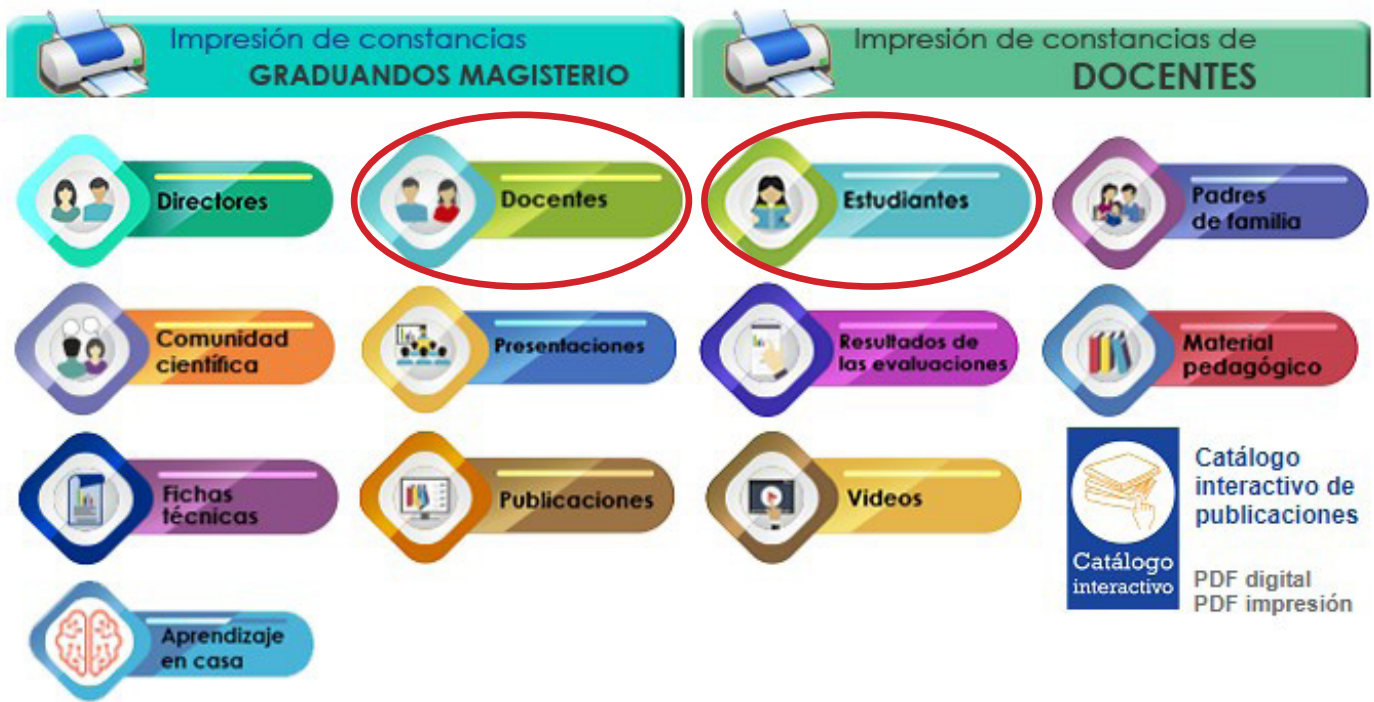 Impresión de constancias
GRADUANDOS MAGISTERIO
Impresión de constancias de
DOCENTES
Directores
Docentes
Estudiantes
Padres
de familia
Comunidad
científica
Presentaciones
Resultados de
las evaluaciones
Material
pedagógico
Fichas
técnicas
Publicaciones
Videos
Catálogo
interactivo
Catálogo
interactivo de
publicaciones
PDF digital
PDF impresión
Aprendizaje
en casa